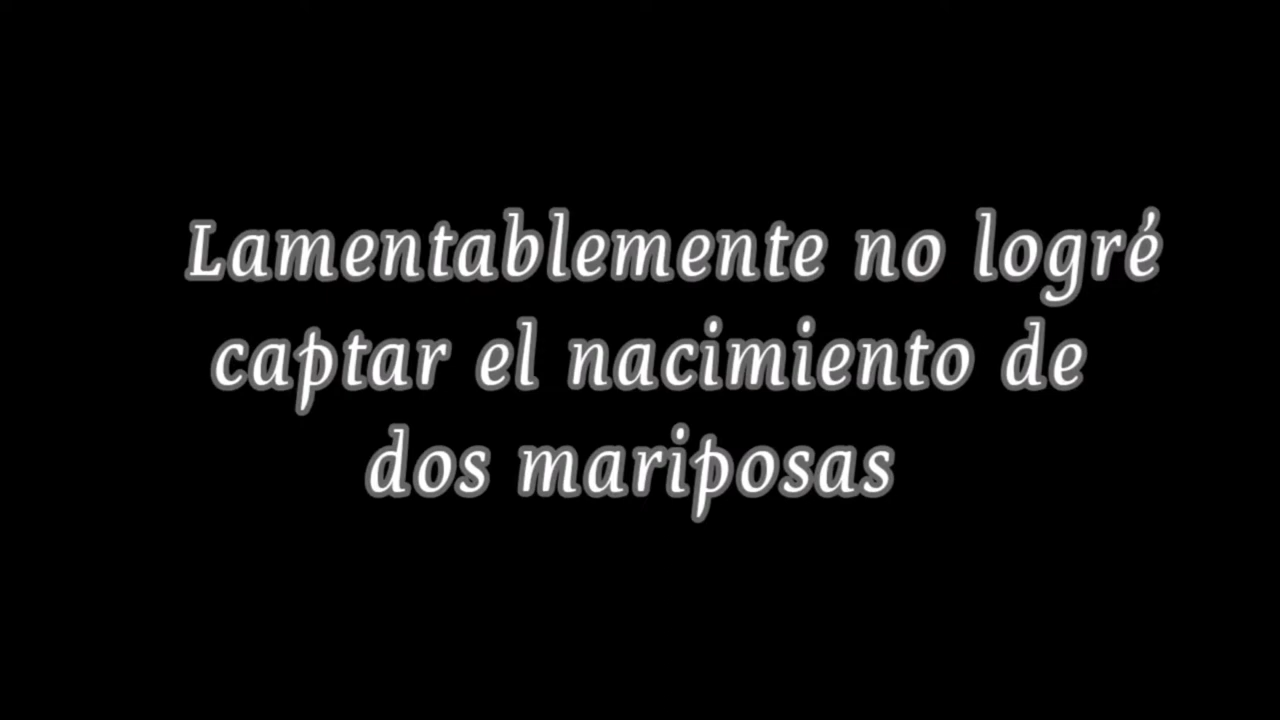 Lamentablemente no logré
captar el nacimiento de
dos mariposas